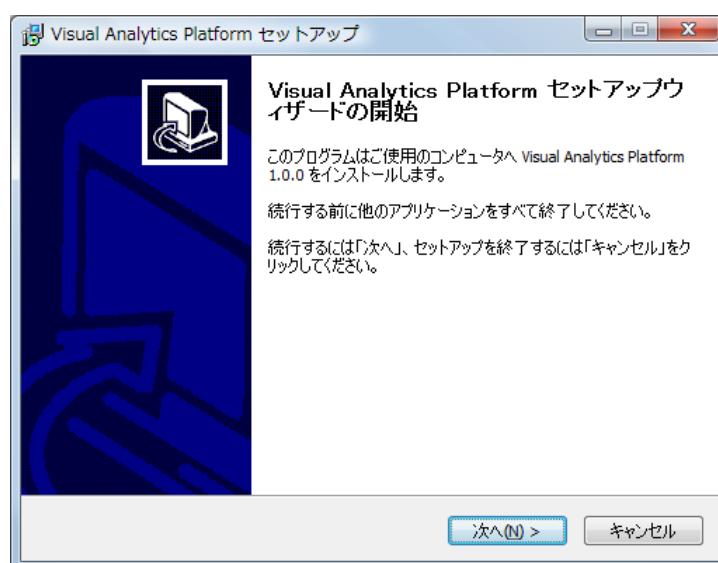 Visual Analytics Platform セットアップ
Visual Analytics Platform セットアップウ
ィザードの開始
このプログラムはご使用のコンピュータへ Visual Analytics Platform
1.0.0 をインストールします。
続行する前に他のアプリケーションをすべて終了してください。
続行するには「次へ」、セットアップを終了するには「キャンセル」をク
リックしてください。
次へ(N) >
キャンセル